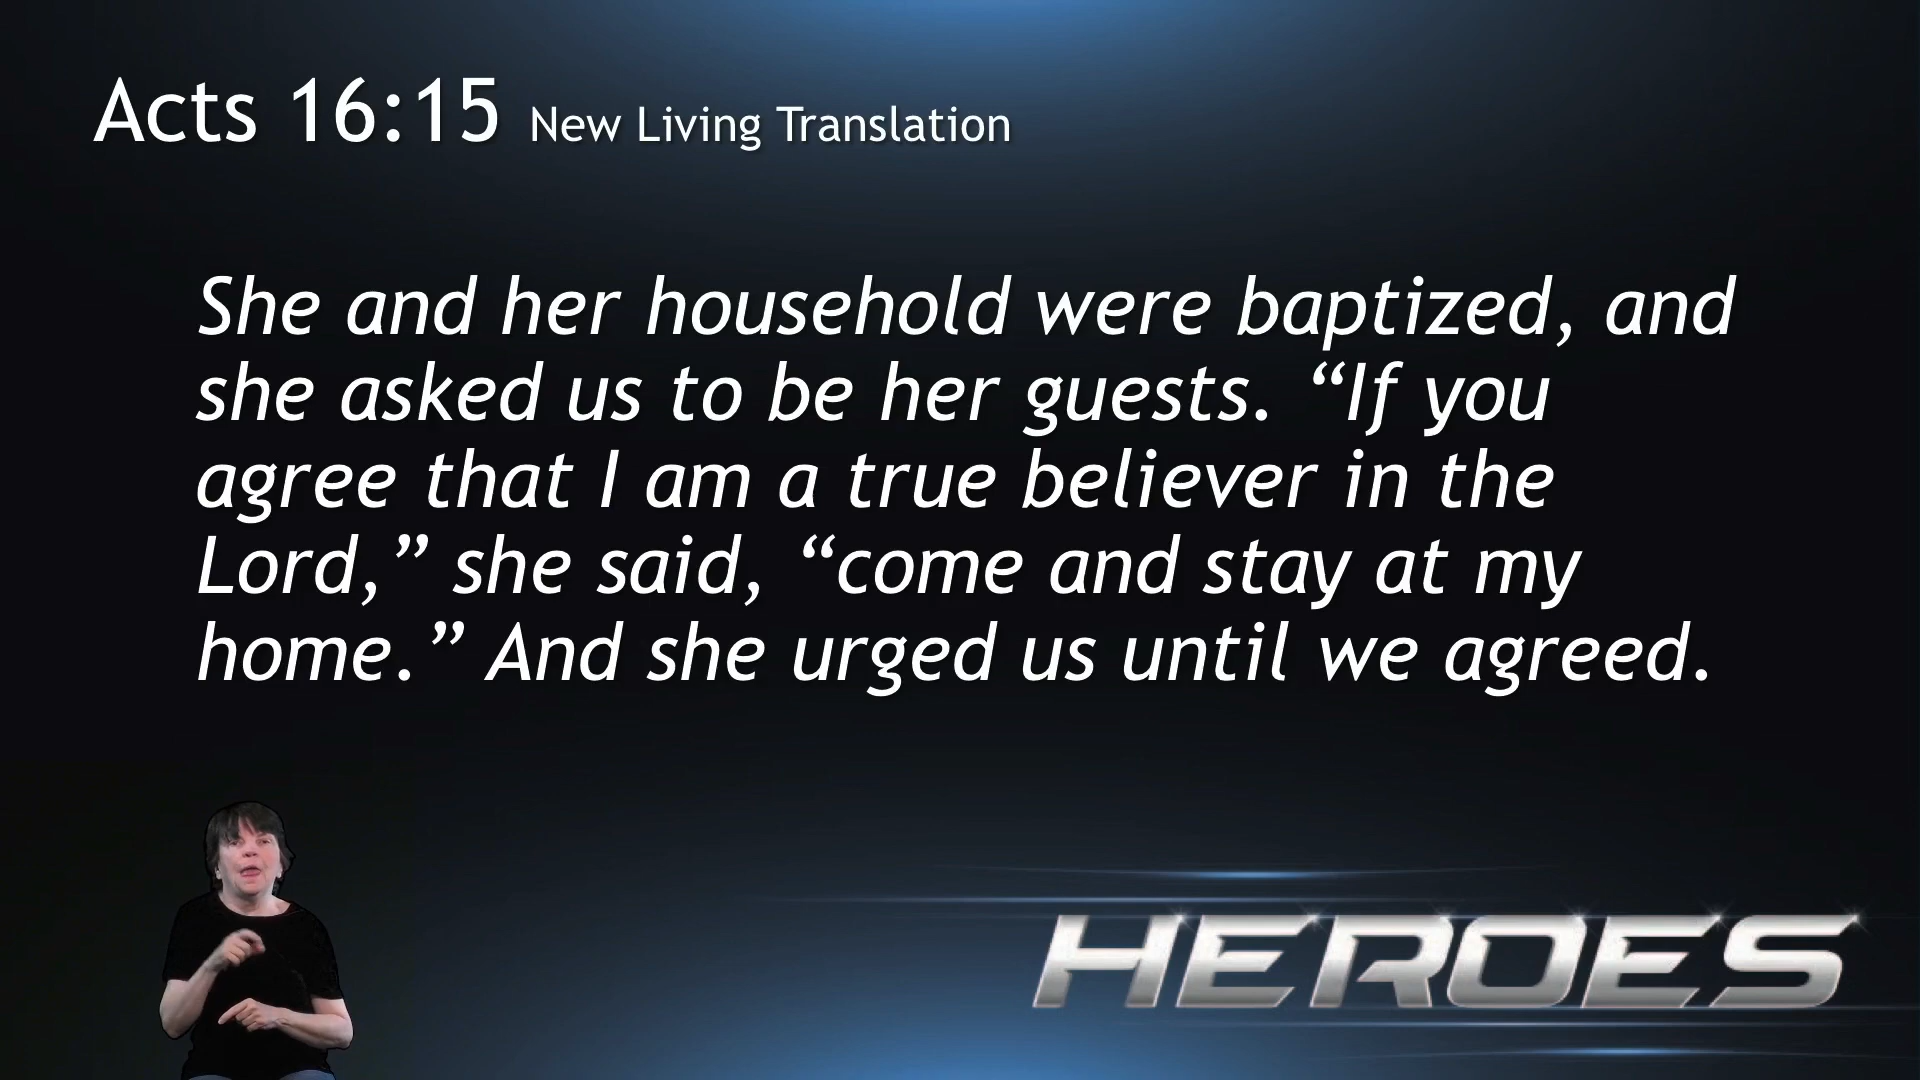 Acts 16:15 New Living Translation
She and her household were baptized, and
she asked us to be her guests. “If you
agree that I am a true believer in the
Lord,” she said, “come and stay at my
home.” And she urged us until we agreed.
HEROES